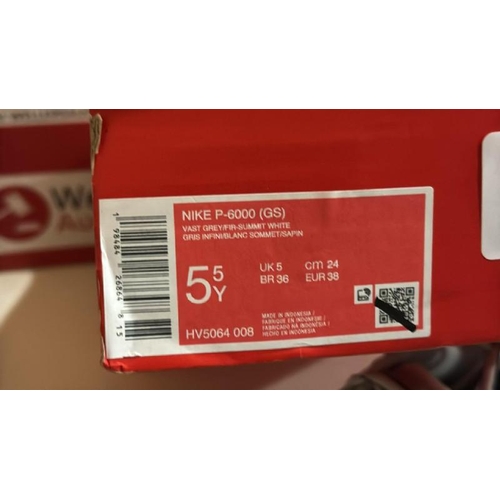 NIKE P-6000 (GS)
VAST GREY/FIR-SUMMIT WHITE
GRIS INFINI/BLANC SOMMET/SAPIN
5 5 Y
UK 5 cm 24
BR 36 EUR 38
MADE IN INDONESIA /
FABRIQUÉ EN INDONÉSIE /
FABRICADO NA INDONÉSIA /
HECHO EN INDONESIA
HV5064 008
We